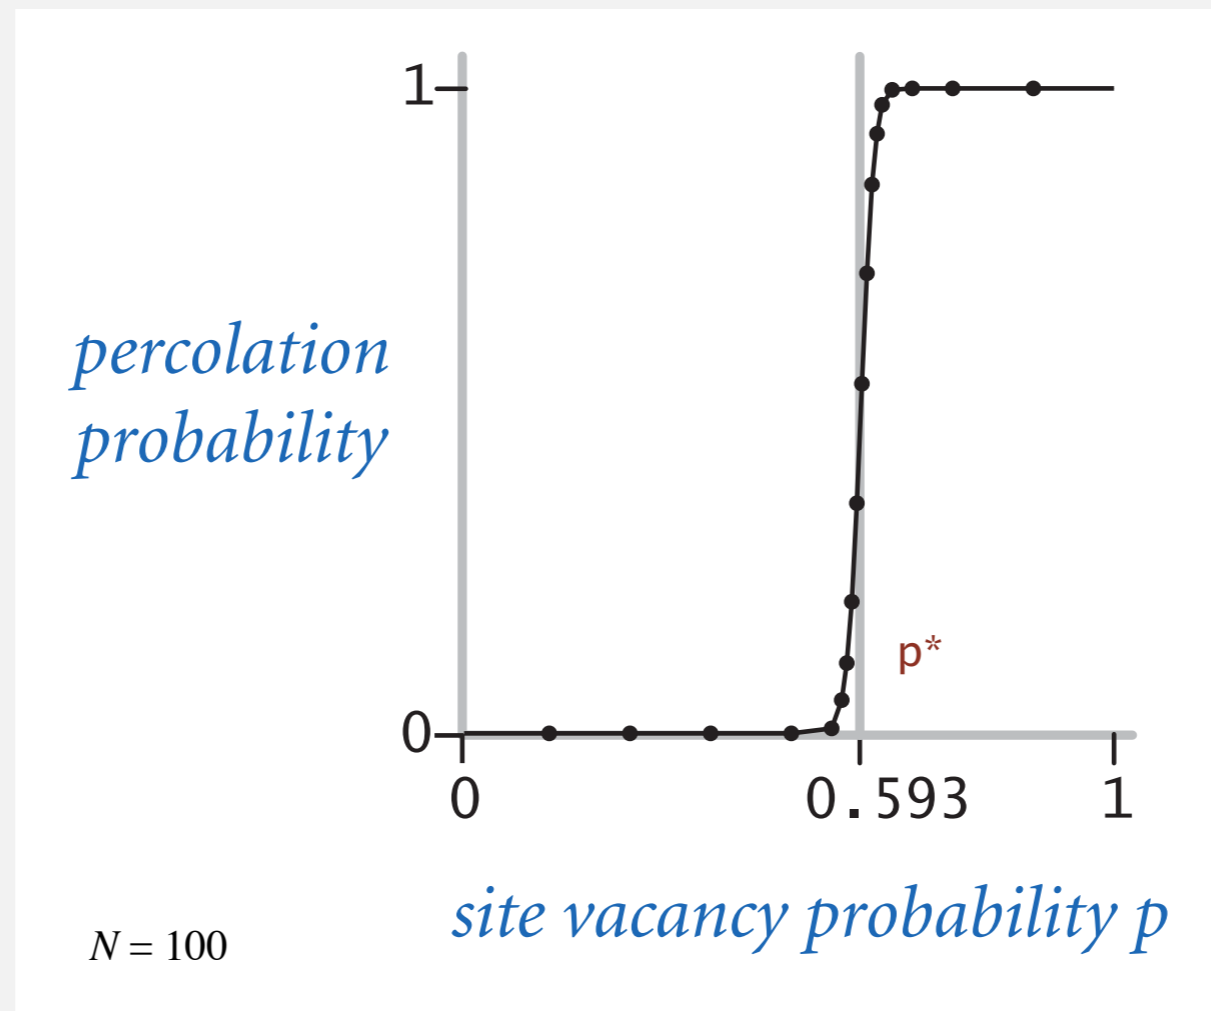 1
percolation
probability
p*
0
0
0.593
1
site vacancy probability p
N = 100